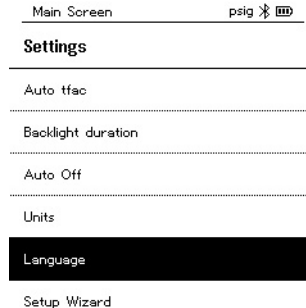 Main Screen psig
Settings
Auto tfac
Backlight duration
Auto Off
Units
Language
Setup Wizard